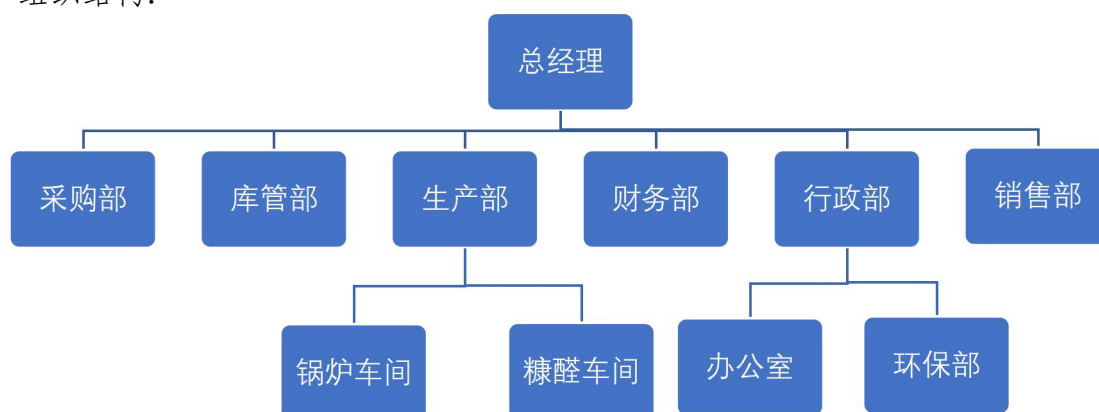 组织结构:
总经理
采购部
库管部
生产部
财务部
行政部
销售部
锅炉车间
糠醛车间
办公室
环保部